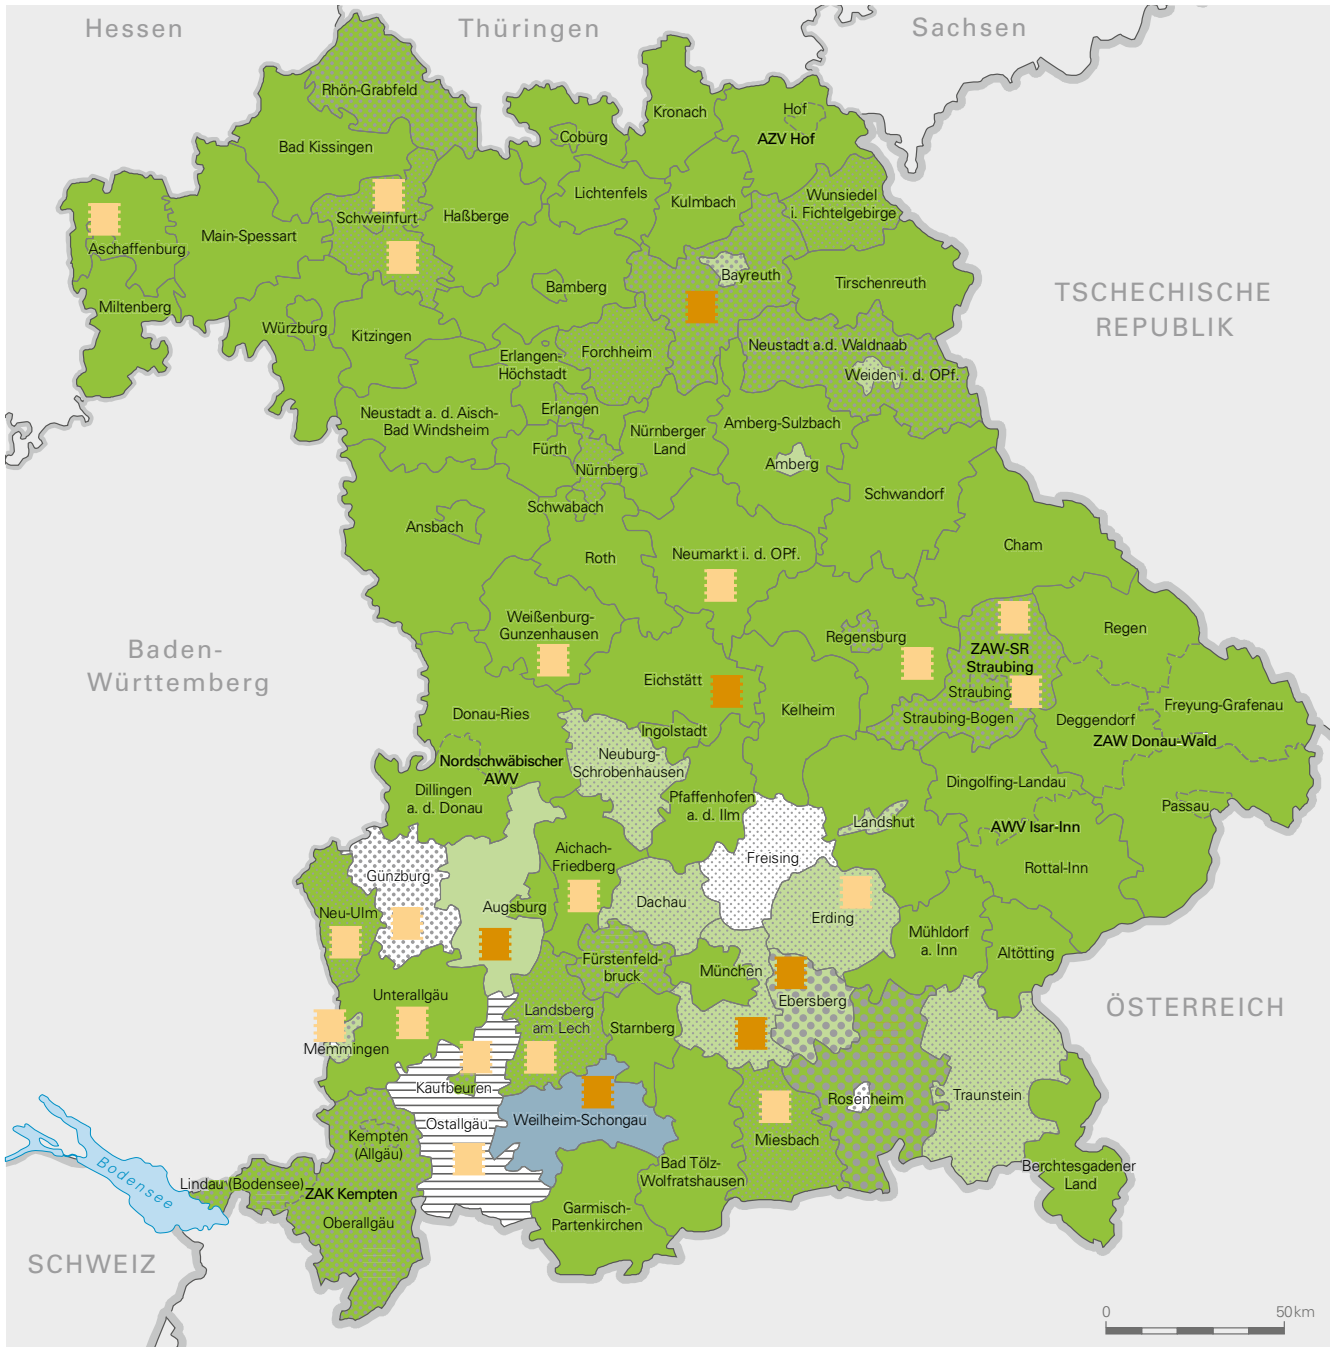 Hessen
Thüringen
Sachsen
Rhön-Grabfeld
Kronach
Hof
AZV Hof
Coburg
Bad Kissingen
Lichtenfels
Kulmbach
Wunsiedel
i. Fichtelgebirge
Schweinfurt
Haßberge
Main-Spessart
Aschaffenburg
Bayreuth
Tirschenreuth
Bamberg
TSCHECHISCHE
REPUBLIK
Miltenberg
Würzburg
Kitzingen
Neustadt a.d. Waldnaab
Forchheim
Erlangen-
Höchstadt
Weiden i. d. OPf.
Neustadt a. d. Aisch-
Bad Windsheim
Erlangen
Nürnberger
Land
Amberg-Sulzbach
Fürth
Amberg
Nürnberg
Schwandorf
Schwabach
Ansbach
Roth
Neumarkt i. d. OPf.
Cham
Weißenburg-
Gunzenhausen
Regensburg
Regen
ZAW-SR
Straubing
Baden-
Württemberg
Eichstätt
Straubing
Kelheim
Donau-Ries
Straubing-Bogen
Deggendorf
Freyung-Grafenau
Ingolstadt
ZAW Donau-Wald
Neuburg-
Schrobenhausen
Nordschwäbischer
AWV
Dillingen
a. d. Donau
Dingolfing-Landau
Pfaffenhofen
a. d. Ilm
Passau
Landshut
AWV Isar-Inn
Aichach-
Friedberg
Freising
Rottal-Inn
Günzburg
Dachau
Augsburg
Neu-Ulm
Erding
Mühldorf
a. Inn
Altötting
Fürstenfeld-
bruck
München
Unterallgäu
Ebersberg
ÖSTERREICH
Landsberg
am Lech
Starnberg
Memmingen
Kaufbeuren
Rosenheim
Traunstein
Ostallgäu
Weilheim-Schongau
Kempten
(Allgäu)
Miesbach
Bad Tölz-
Wolfratshausen
Berchtesgadener
Land
Bodensee
Lindau (Bodensee)
ZAK Kempten
Oberallgäu
Garmisch-
Partenkirchen
SCHWEIZ
0 50 km